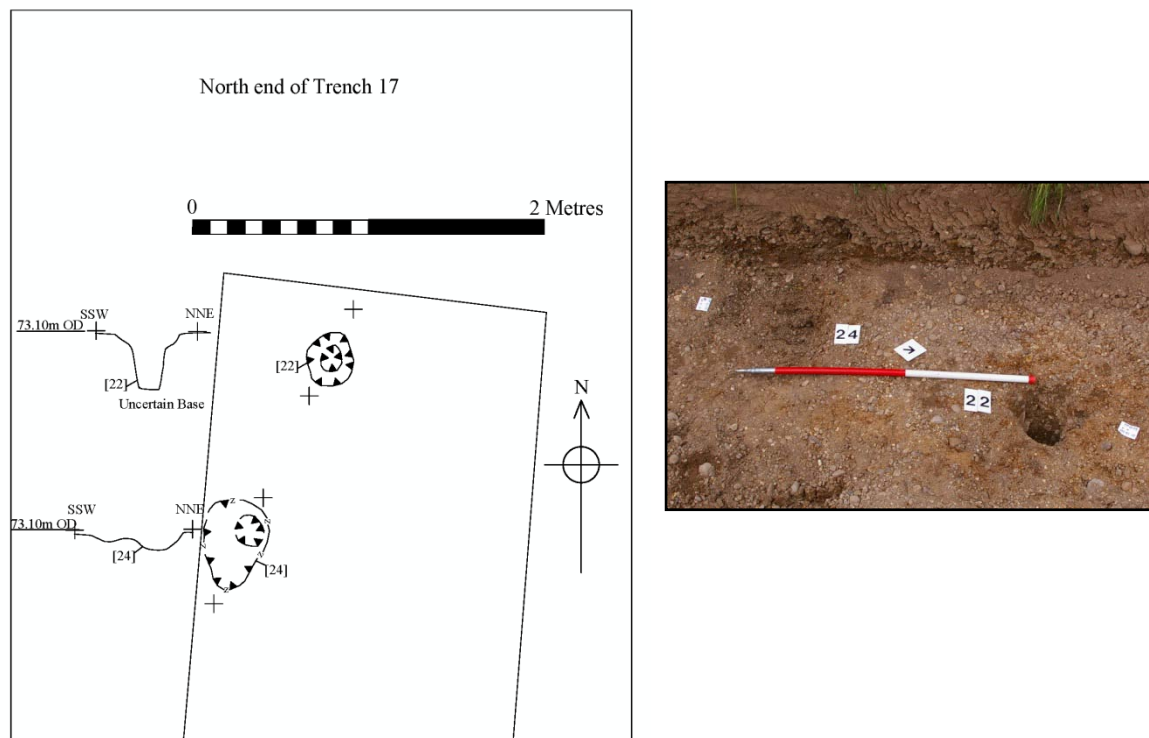 North end of Trench 17
0 2 Metres
SSW NNE
73.10m OD
[22]
Uncertain Base
[22]
N
SSW NNE
73.10m OD
[24]
[24]
24
22